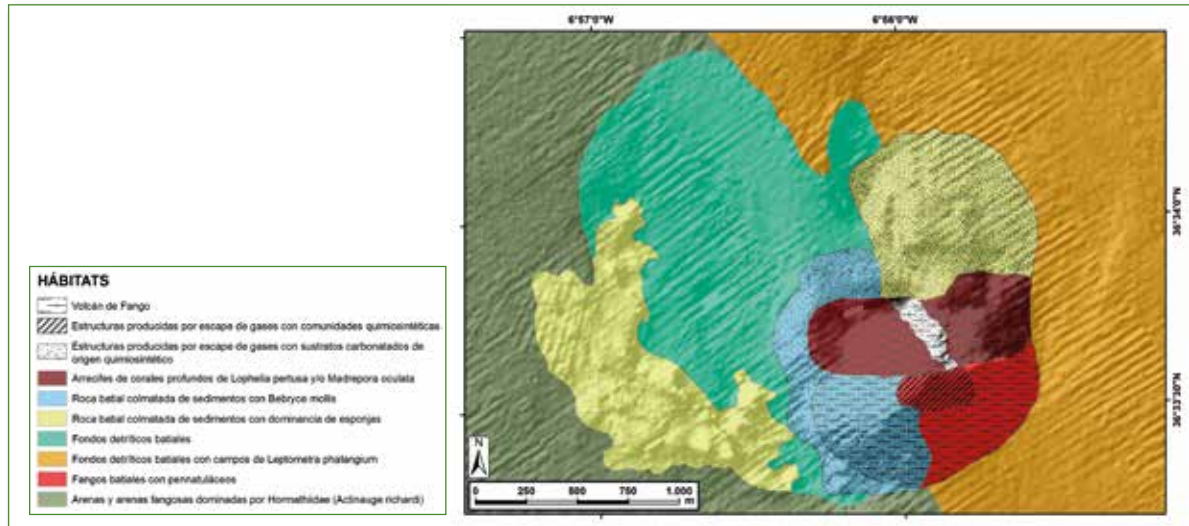 6°57'0"W
6°56'0"W
36°34'0"N
36°33'30"N
HÁBITATS
Volcán de Fango
Estructuras producidas por escape de gases con comunidades quimiosintéticas
Estructuras producidas por escape de gases con sustratos carbonatados de
origen quimiosintético
Arrecifes de corales profundos de Lophelia pertusa y/o Madrepora oculata
Roca batial colmatada de sedimentos con Bebryce mollis
Roca batial colmatada de sedimentos con dominancia de esponjas
Fondos detríticos batiales
Fondos detríticos batiales con campos de Leptometra phalangium
Fangos batiales con pennatuláceos
Arenas y arenas fangosas dominadas por Hormathiidae (Actinauge richardi)
N
0 250 500 750 1.000
m